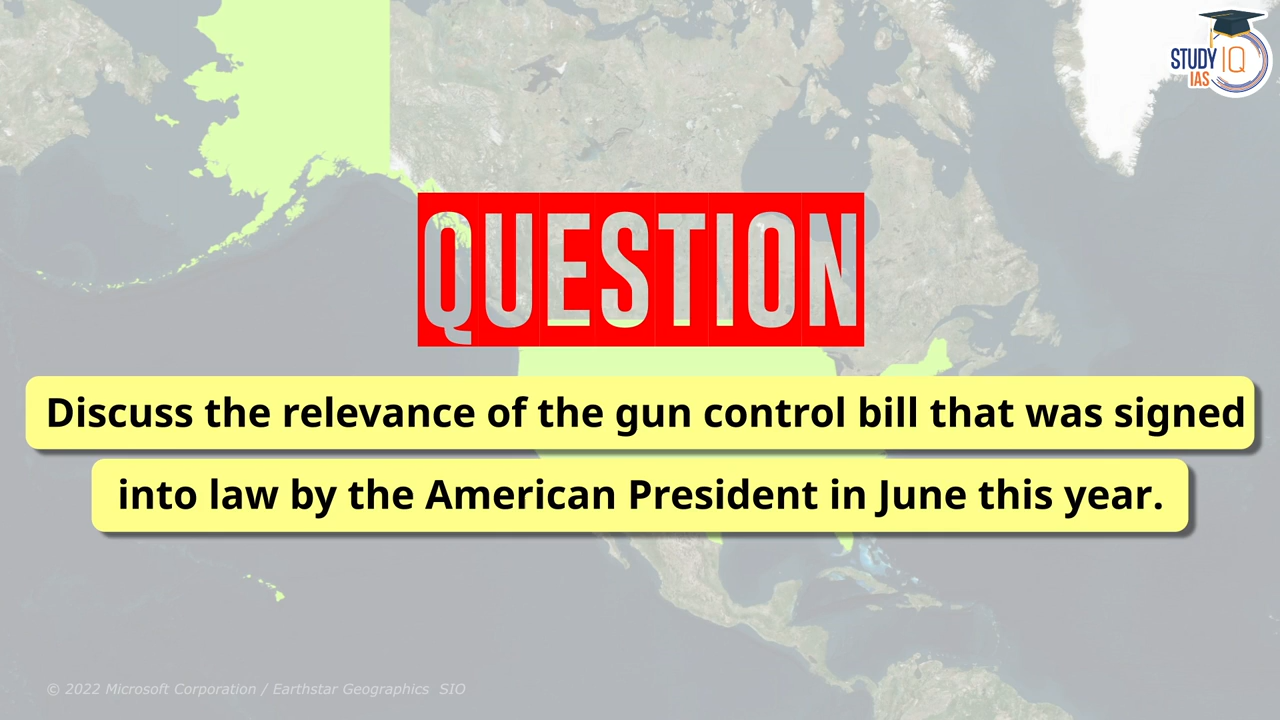 STUDY IQ
IAS
QUESTION
Discuss the relevance of the gun control bill that was signed
into law by the American President in June this year.
© 2022 Microsoft Corporation / Earthstar Geographics SIO